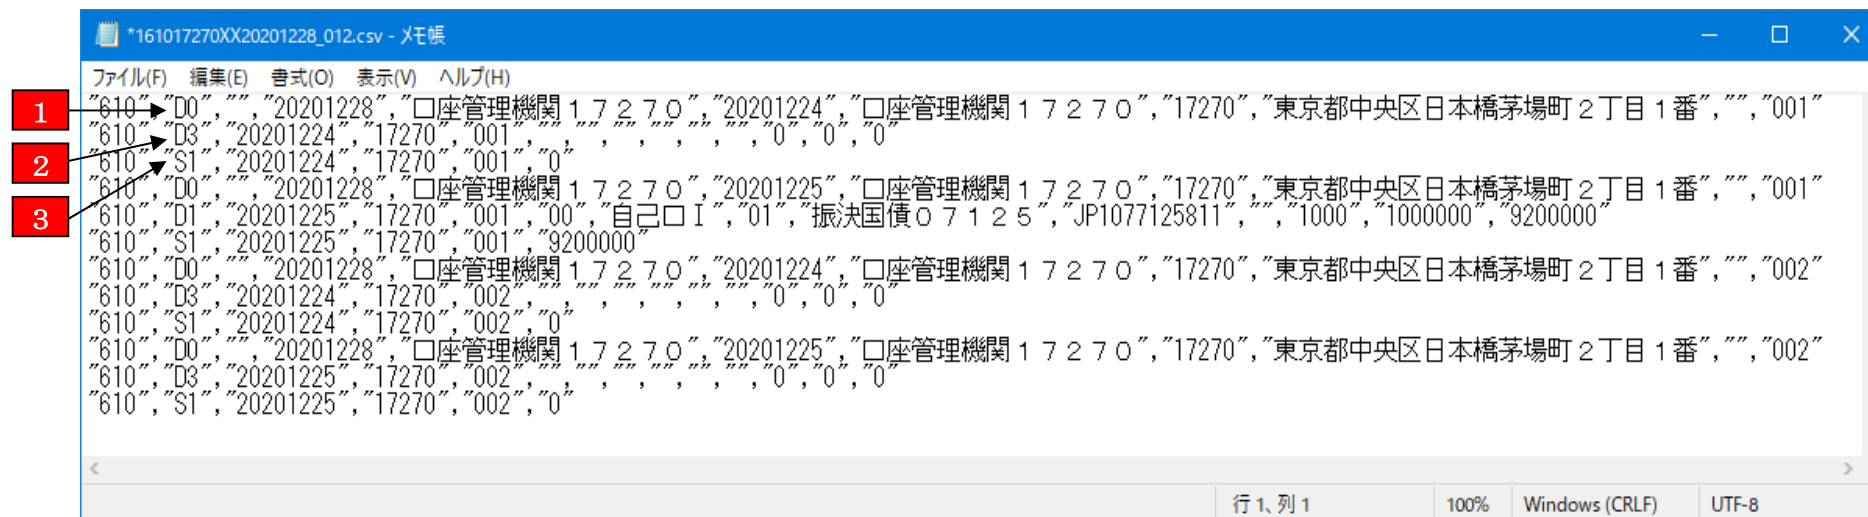 *161017270XX20201228_012.csv - メモ帳
ファイル(F) 編集(E) 書式(O) 表示(V) ヘルプ(H)
1 "610","D0","","20201228","口座管理機関１７２７０","20201224","口座管理機関１７２７０","17270","東京都中央区日本橋茅場町２丁目１番","","001"
"610","D3","20201224","17270","001","","","","","","","0","0","0"
2 "610","S1","20201224","17270","001","0"
"610","D0","","20201228","口座管理機関１７２７０","20201225","口座管理機関１７２７０","17270","東京都中央区日本橋茅場町２丁目１番","","001"
3 "610","D1","20201225","17270","001","00","自己口Ｉ","01","振決国債０７１２５","JP1077125811","","1000","1000000","9200000"
"610","S1","20201225","17270","001","9200000"
"610","D0","","20201228","口座管理機関１７２７０","20201224","口座管理機関１７２７０","17270","東京都中央区日本橋茅場町２丁目１番","","002"
"610","D3","20201224","17270","002","","","","","","","0","0","0"
"610","S1","20201224","17270","002","0"
"610","D0","","20201228","口座管理機関１７２７０","20201225","口座管理機関１７２７０","17270","東京都中央区日本橋茅場町２丁目１番","","002"
"610","D3","20201225","17270","002","","","","","","","0","0","0"
"610","S1","20201225","17270","002","0"
行 1、列 1 100% Windows (CRLF) UTF-8